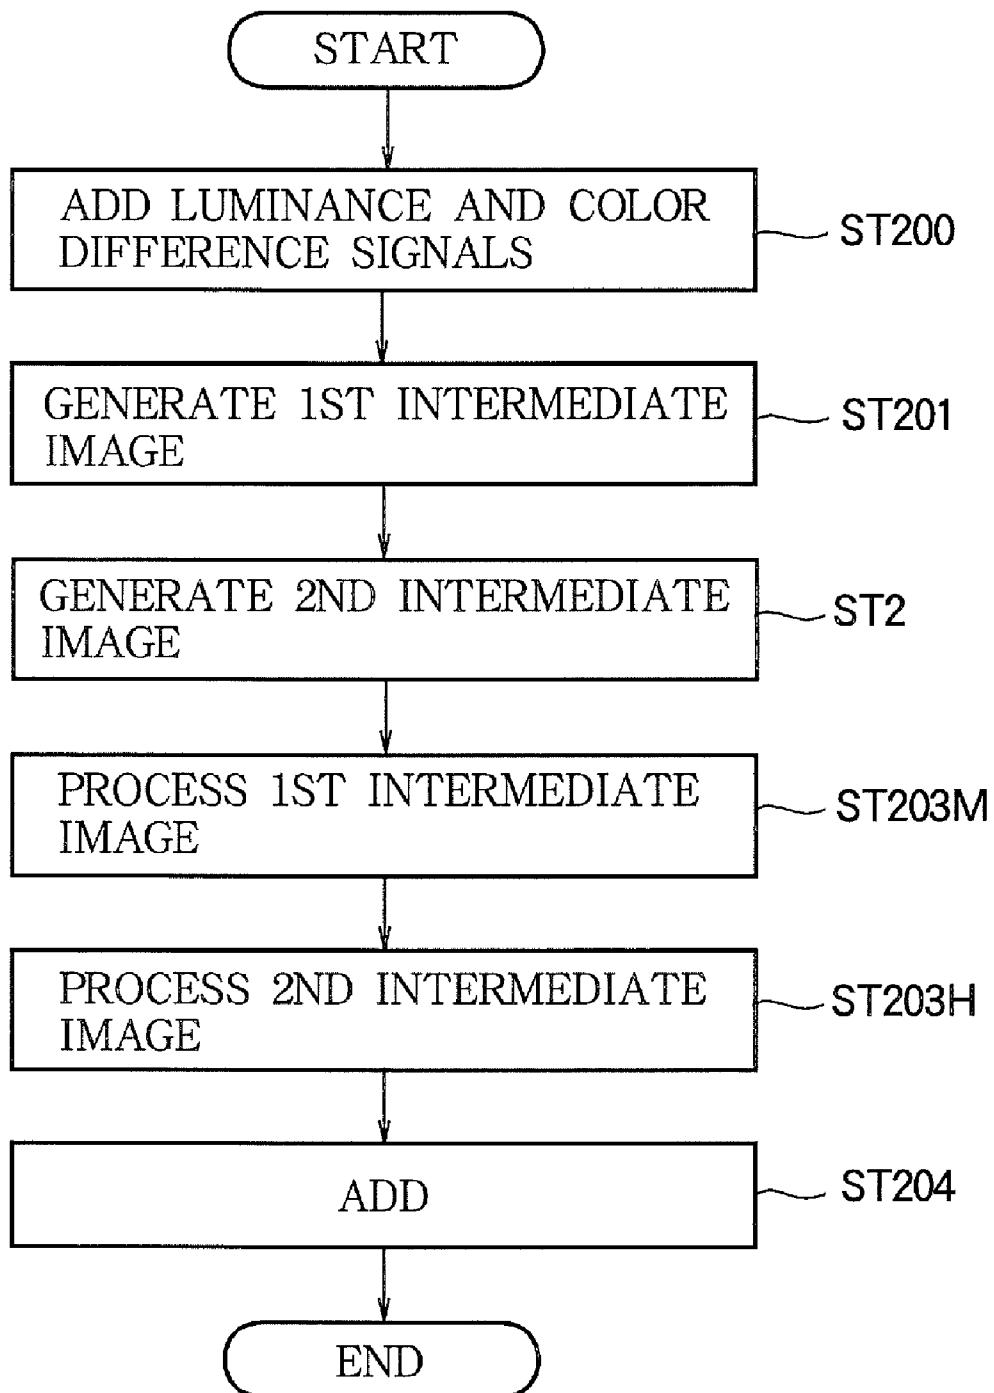 START
ADD LUMINANCE AND COLOR
DIFFERENCE SIGNALS
ST200
GENERATE 1ST INTERMEDIATE
IMAGE
ST201
GENERATE 2ND INTERMEDIATE
IMAGE
ST2
PROCESS 1ST INTERMEDIATE
IMAGE
ST203M
PROCESS 2ND INTERMEDIATE
IMAGE
ST203H
ADD
ST204
END